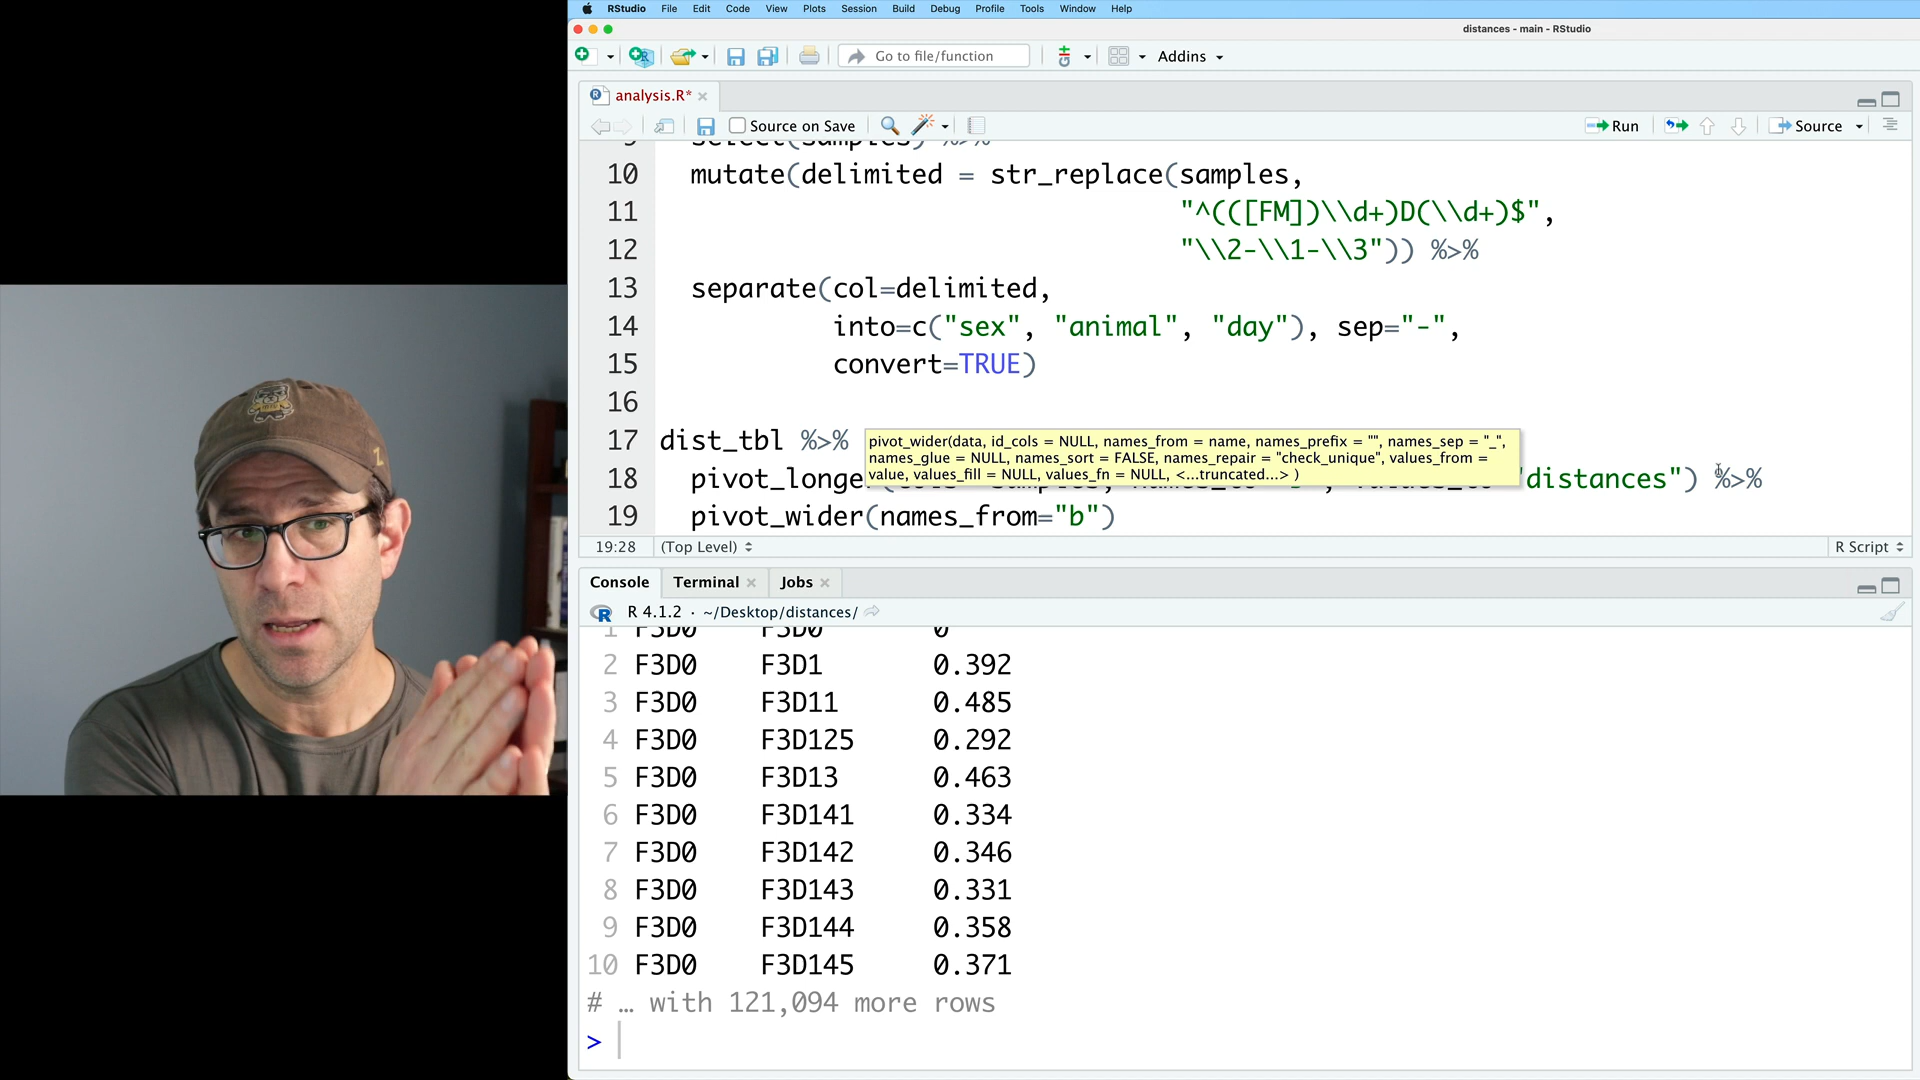 RStudio File Edit Code View Plots Session Build Debug Profile Tools Window Help
distances - main - RStudio
Go to file/function Addins
analysis.R*
Source on Save Run Source
9 select(samples) %>%
10 mutate(delimited = str_replace(samples,
11 "^(([FM])\\d+)D(\\d+)$",
12 "\\2-\\1-\\3")) %>%
13 separate(col=delimited,
14 into=c("sex", "animal", "day"), sep="-",
15 convert=TRUE)
16
17 dist_tbl %>%
pivot_wider(data, id_cols = NULL, names_from = name, names_prefix = "", names_sep = "_",
names_glue = NULL, names_sort = FALSE, names_repair = "check_unique", values_from =
value, values_fill = NULL, values_fn = NULL, <...truncated...> )
18 pivot_longe "distances") %>%
19 pivot_wider(names_from="b")
19:28 (Top Level) R Script
Console Terminal Jobs
R 4.1.2 · ~/Desktop/distances/
1 F3D0 F3D0 0
2 F3D0 F3D1 0.392
3 F3D0 F3D11 0.485
4 F3D0 F3D125 0.292
5 F3D0 F3D13 0.463
6 F3D0 F3D141 0.334
7 F3D0 F3D142 0.346
8 F3D0 F3D143 0.331
9 F3D0 F3D144 0.358
10 F3D0 F3D145 0.371
# … with 121,094 more rows
>